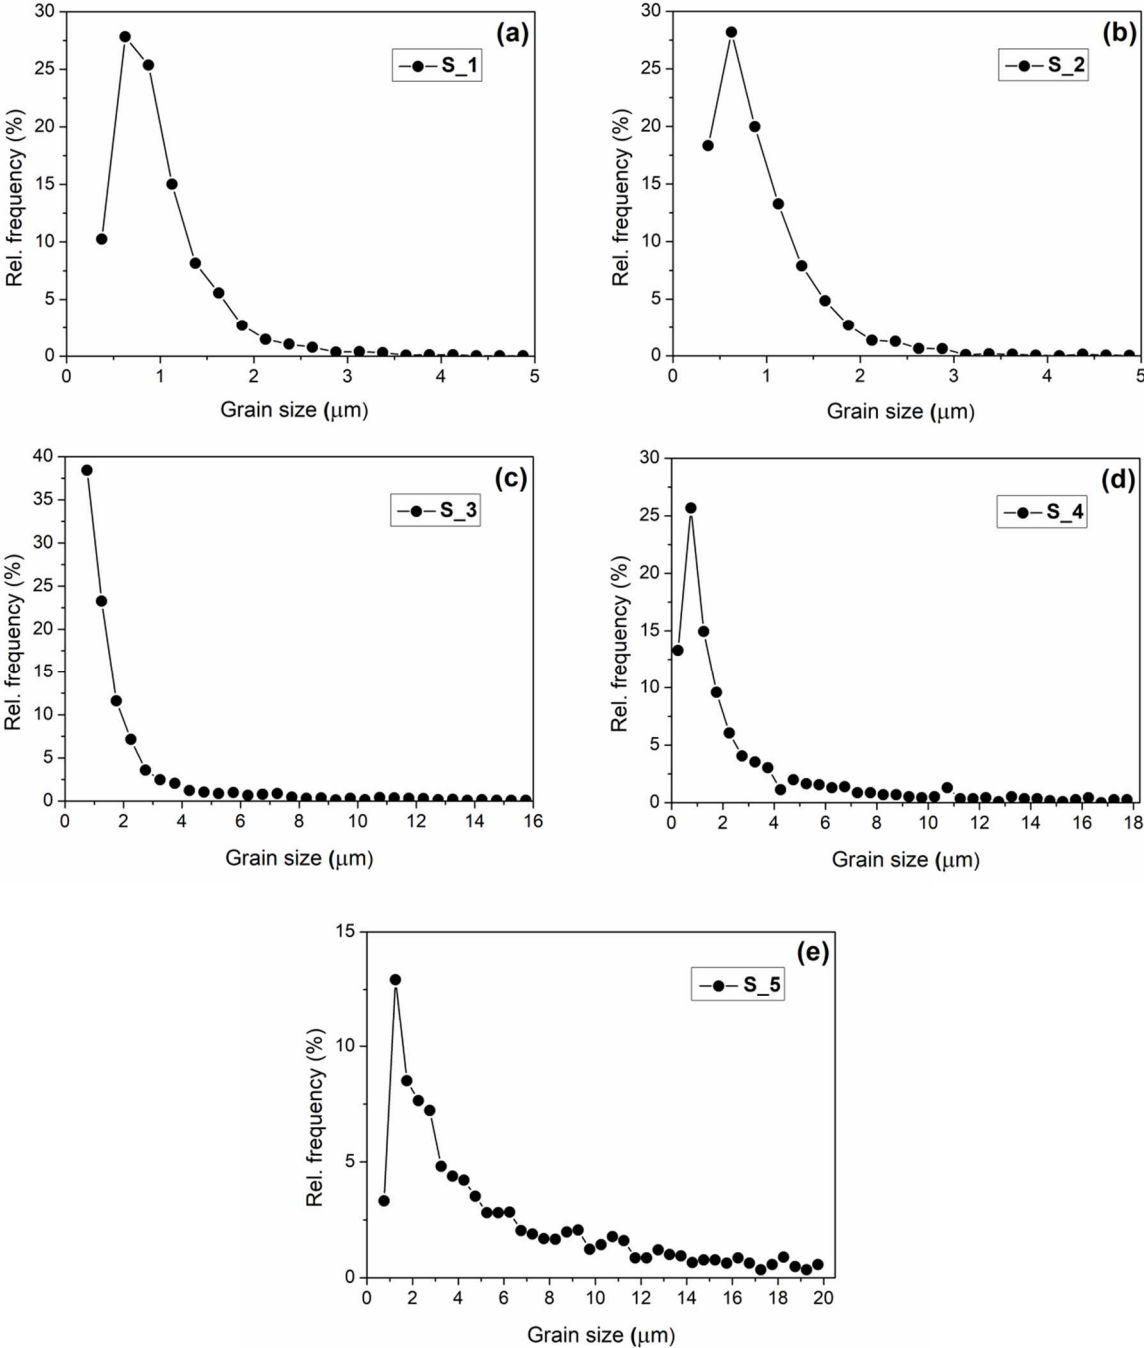 (a)
S_1
Rel. frequency (%)
30
25
20
15
10
5
0
0 1 2 3 4 5
Grain size (μm)
(b)
S_2
Rel. frequency (%)
30
25
20
15
10
5
0
0 1 2 3 4 5
Grain size (μm)
(c)
S_3
Rel. frequency (%)
40
35
30
25
20
15
10
5
0
0 2 4 6 8 10 12 14 16
Grain size (μm)
(d)
S_4
Rel. frequency (%)
30
25
20
15
10
5
0
0 2 4 6 8 10 12 14 16 18
Grain size (μm)
(e)
S_5
Rel. frequency (%)
15
10
5
0
0 2 4 6 8 10 12 14 16 18 20
Grain size (μm)